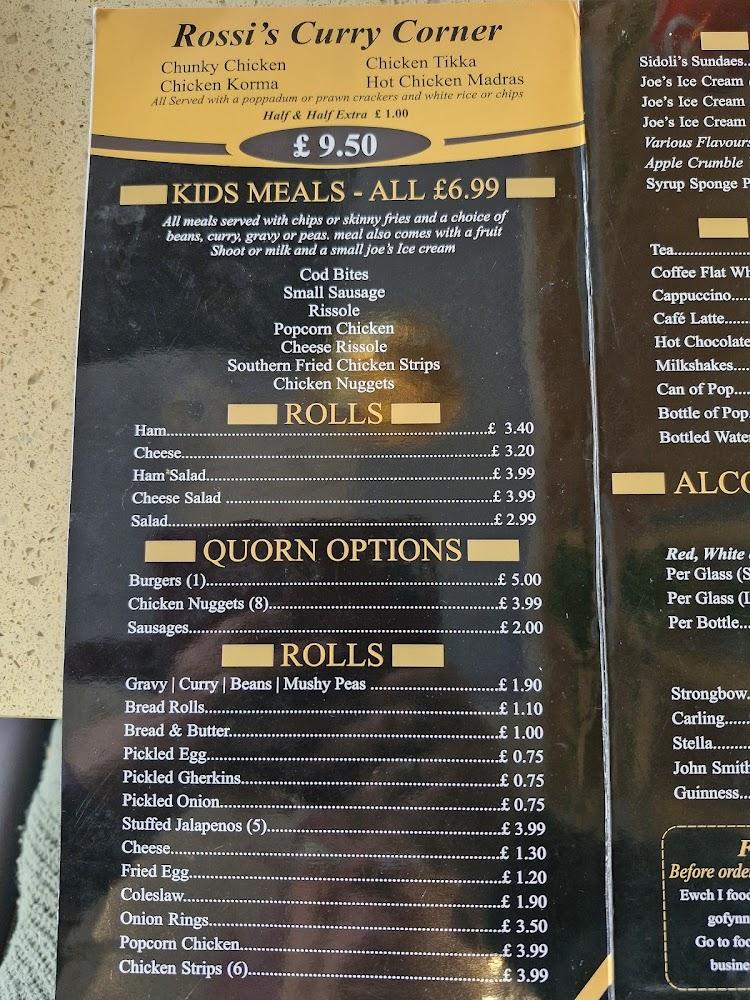 Rossi's Curry Corner
Chunky Chicken
Chicken Tikka
Chicken Korma
Hot Chicken Madras
All Served with a poppadum or prawn crackers and white rice or chips
Half & Half Extra £ 1.00
£ 9.50
KIDS MEALS - ALL £6.99
All meals served with chips or skinny fries and a choice of
beans, curry, gravy or peas. meal also comes with a fruit
Shoot or milk and a small joe's Ice cream
Cod Bites
Small Sausage
Rissole
Popcorn Chicken
Cheese Rissole
Southern Fried Chicken Strips
Chicken Nuggets
ROLLS
Ham £ 3.40
Cheese £ 3.20
Ham Salad £ 3.99
Cheese Salad £ 3.99
Salad £ 2.99
QUORN OPTIONS
Burgers (1) £ 5.00
Chicken Nuggets (8) £ 3.99
Sausages £ 2.00
ROLLS
Gravy | Curry | Beans | Mushy Peas £ 1.90
Bread Rolls £ 1.10
Bread & Butter £ 1.00
Pickled Egg £ 0.75
Pickled Gherkins £ 0.75
Pickled Onion £ 0.75
Stuffed Jalapenos (5) £ 3.99
Cheese £ 1.30
Fried Egg £ 1.20
Coleslaw £ 1.90
Onion Rings £ 3.50
Popcorn Chicken £ 3.99
Chicken Strips (6) £ 3.99
Sidoli's Sundaes
Joe's Ice Cream
Joe's Ice Cream
Joe's Ice Cream
Various Flavours
Apple Crumble
Syrup Sponge P
Tea
Coffee Flat Wh
Cappuccino
Café Latte
Hot Chocolate
Milkshakes
Can of Pop
Bottle of Pop
Bottled Water
ALCO
Red, White
Per Glass (S
Per Glass (L
Per Bottle
Strongbow
Carling
Stella
John Smith
Guinness
F
Before orde
Ewch I food
gofynn
Go to foo
busine